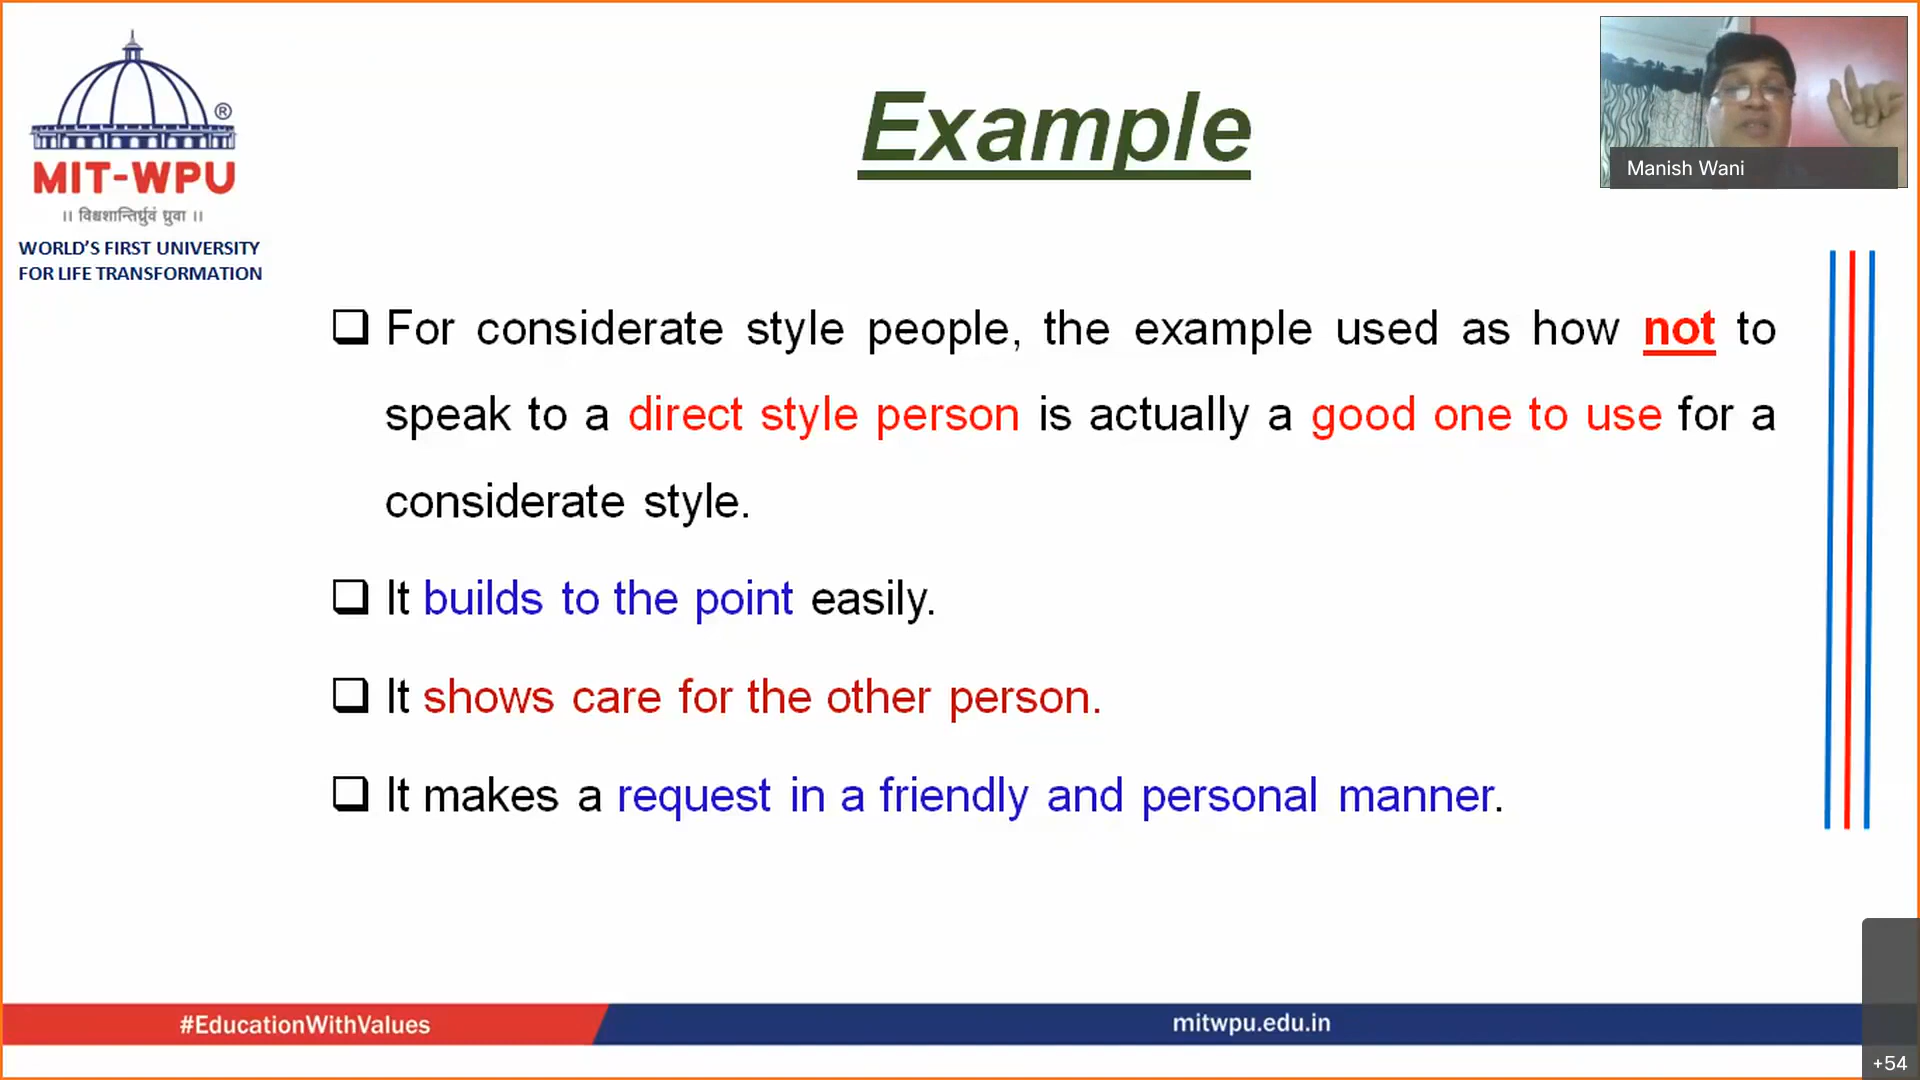 Example
Manish Wani
®
MIT-WPU
।। विश्वशान्तिर्ध्रुवं ध्रुवा ।।
WORLD'S FIRST UNIVERSITY
FOR LIFE TRANSFORMATION
For considerate style people, the example used as how not to
speak to a direct style person is actually a good one to use for a
considerate style.
It builds to the point easily.
It shows care for the other person.
It makes a request in a friendly and personal manner.
#EducationWithValues
mitwpu.edu.in
+54